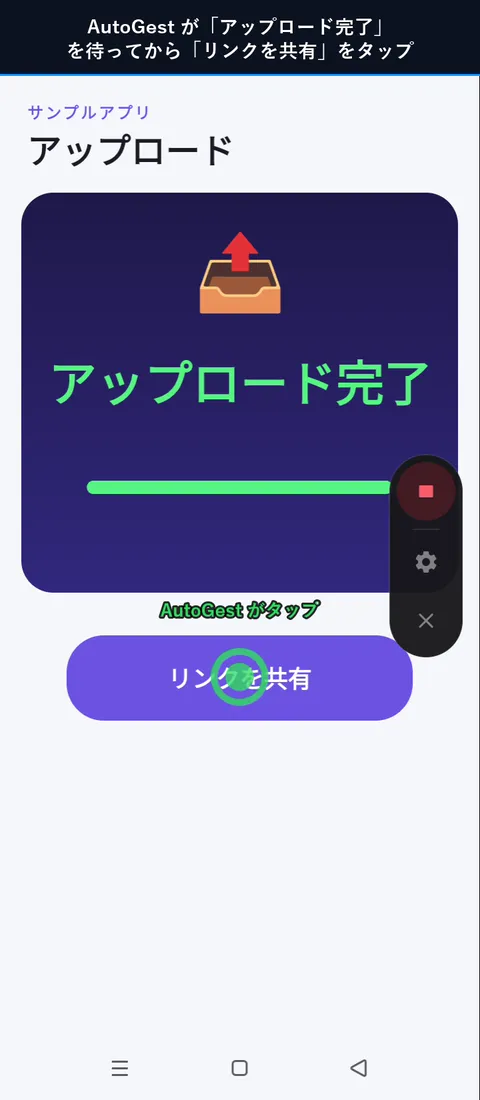 AutoGest が「アップロード完了」
を待ってから「リンクを共有」をタップ
サンプルアプリ
アップロード
アップロード完了
AutoGest がタップ
リンクを共有